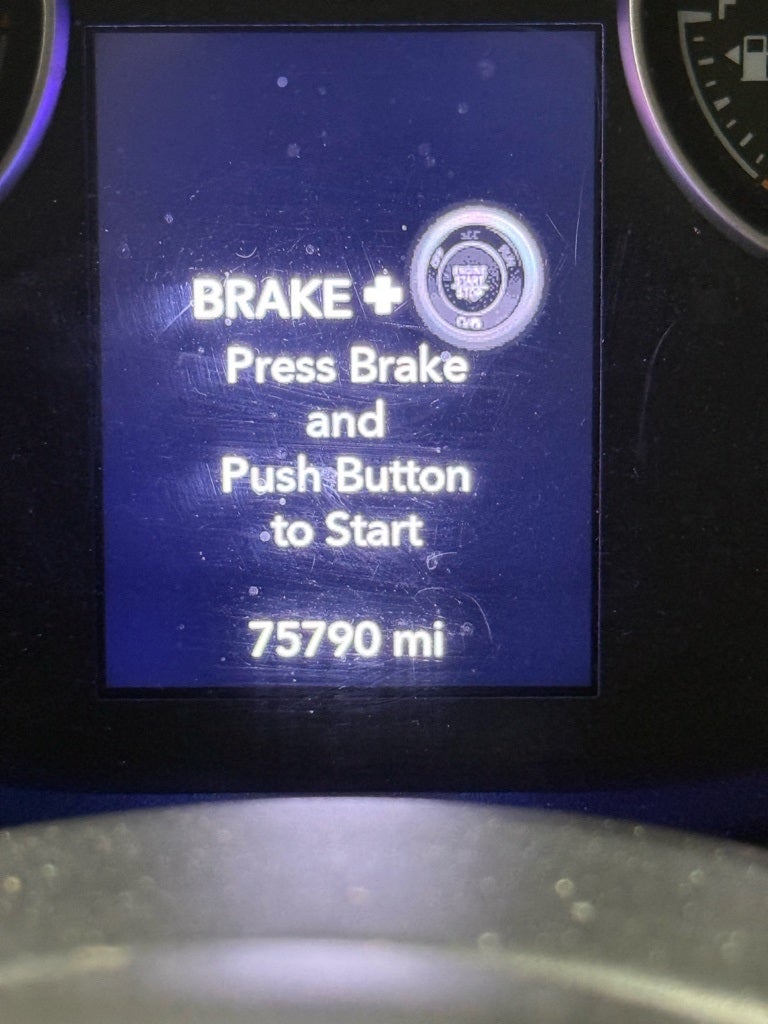 BRAKE +
Press Brake
and
Push Button
to Start
75790 mi